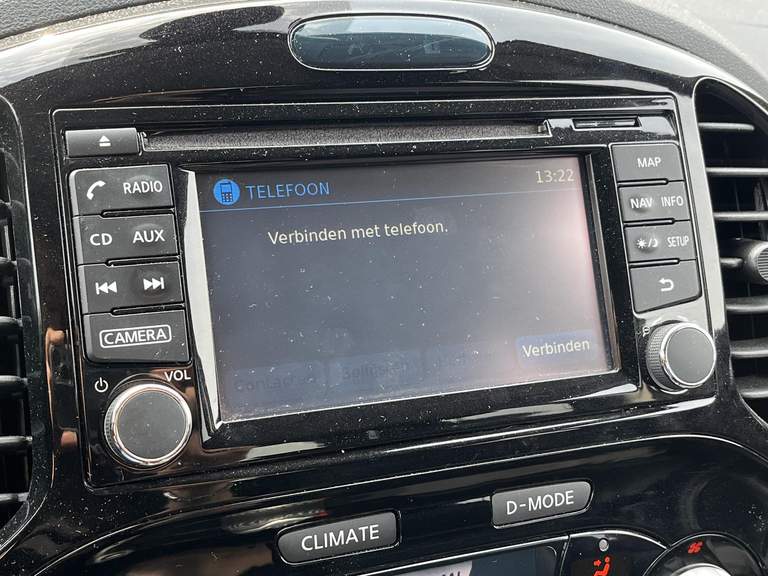 RADIO
CD AUX
CAMERA
VOL
TELEFOON 13:22
Verbinden met telefoon.
Verbinden
MAP
NAV INFO
SETUP
CLIMATE
D-MODE